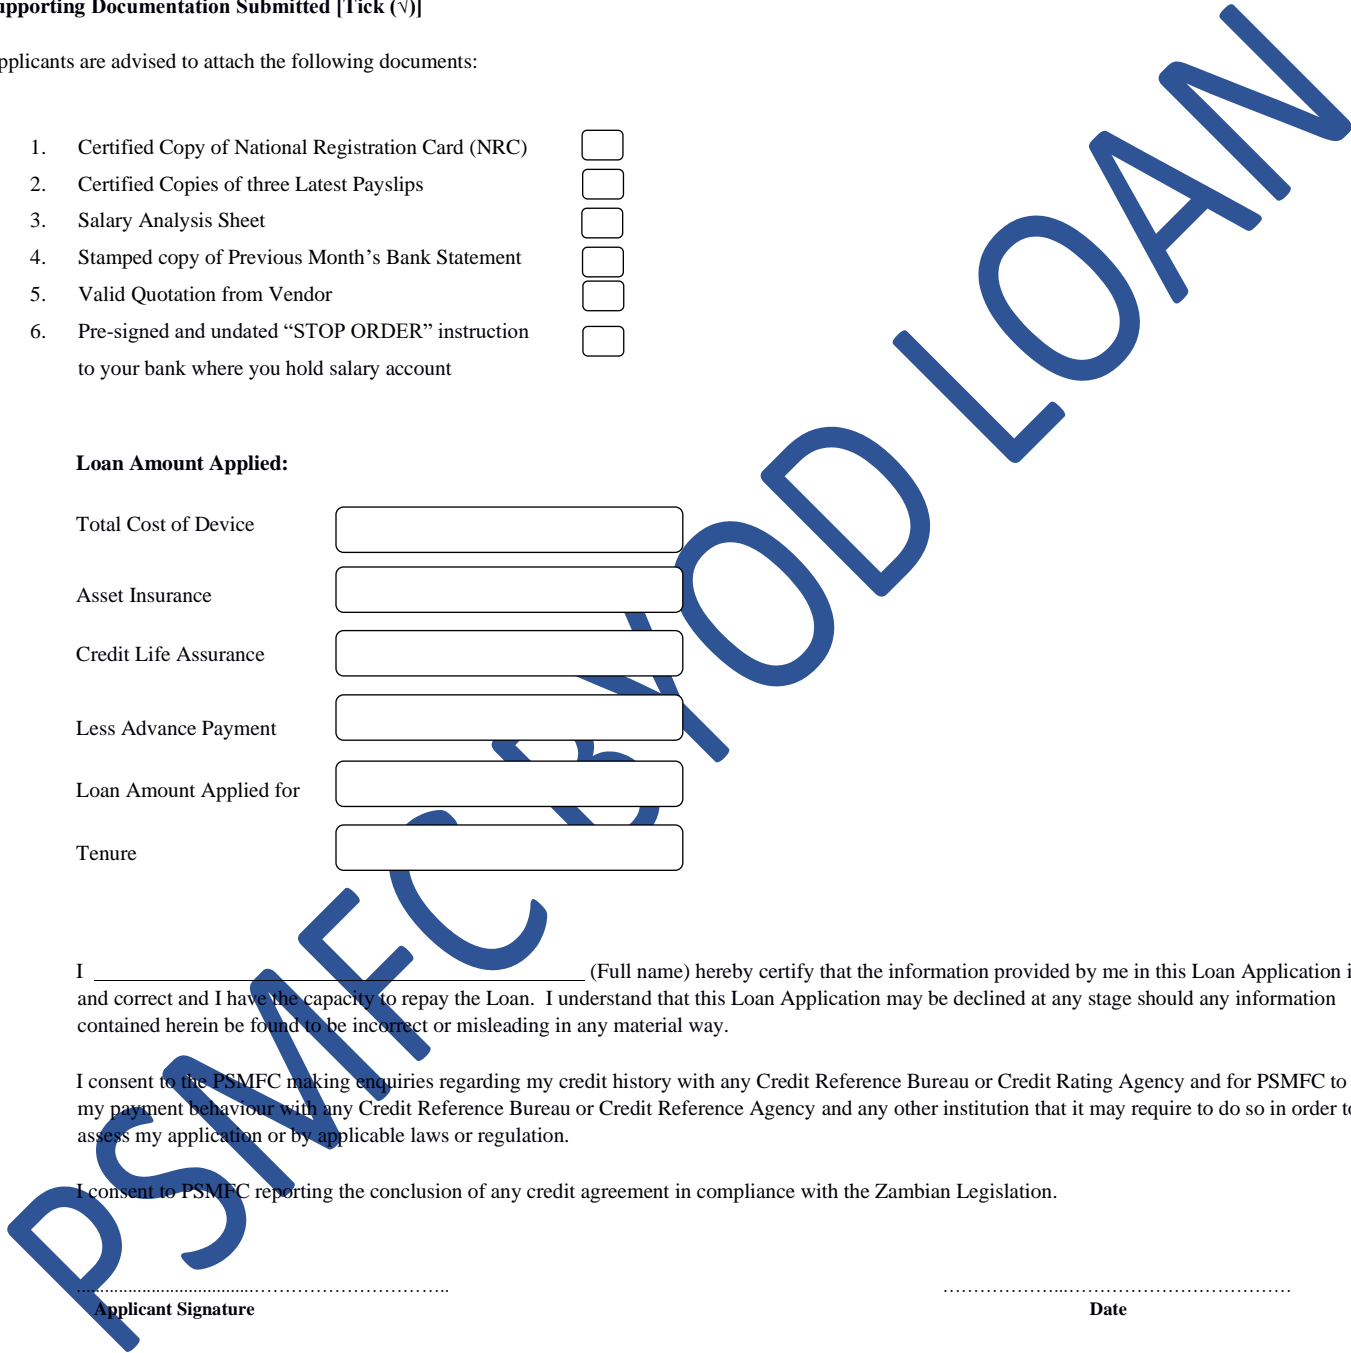 upporting Documentation Submitted [Tick (√)]
pplicants are advised to attach the following documents:
1. Certified Copy of National Registration Card (NRC)
2. Certified Copies of three Latest Payslips
3. Salary Analysis Sheet
4. Stamped copy of Previous Month’s Bank Statement
5. Valid Quotation from Vendor
6. Pre-signed and undated “STOP ORDER” instruction
to your bank where you hold salary account
Loan Amount Applied:
Total Cost of Device
Asset Insurance
Credit Life Assurance
Less Advance Payment
Loan Amount Applied for
Tenure
I ______________________ (Full name) hereby certify that the information provided by me in this Loan Application i
and correct and I have the capacity to repay the Loan. I understand that this Loan Application may be declined at any stage should any information
contained herein be found to be incorrect or misleading in any material way.
I consent to the PSMFC making enquiries regarding my credit history with any Credit Reference Bureau or Credit Rating Agency and for PSMFC to
my payment behaviour with any Credit Reference Bureau or Credit Reference Agency and any other institution that it may require to do so in order to
assess my application or by applicable laws or regulation.
I consent to PSMFC reporting the conclusion of any credit agreement in compliance with the Zambian Legislation.
Applicant Signature
Date
PSMFC BYOD LOAN